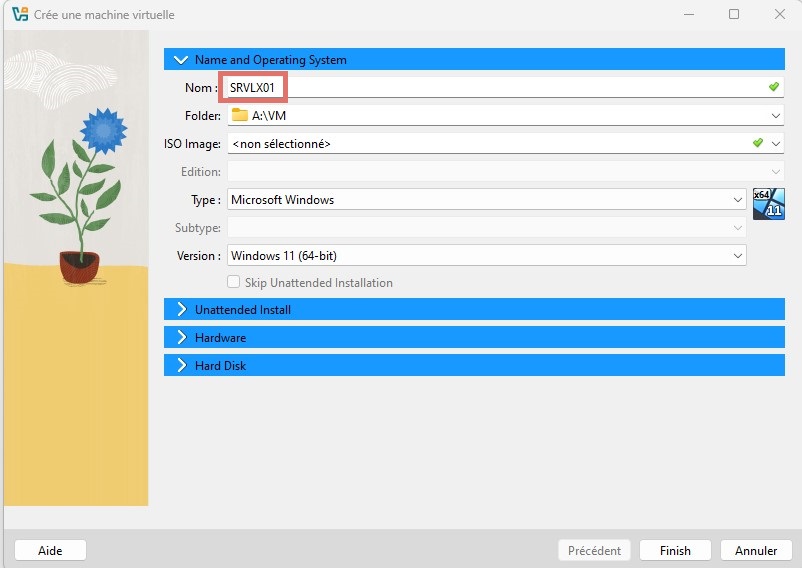 Crée une machine virtuelle
Name and Operating System
Nom : SRVLX01
Folder: A:\VM
ISO Image: <non sélectionné>
Edition:
Type : Microsoft Windows
x64
11
Subtype:
Version : Windows 11 (64-bit)
Skip Unattended Installation
Unattended Install
Hardware
Hard Disk
Aide Précédent Finish Annuler